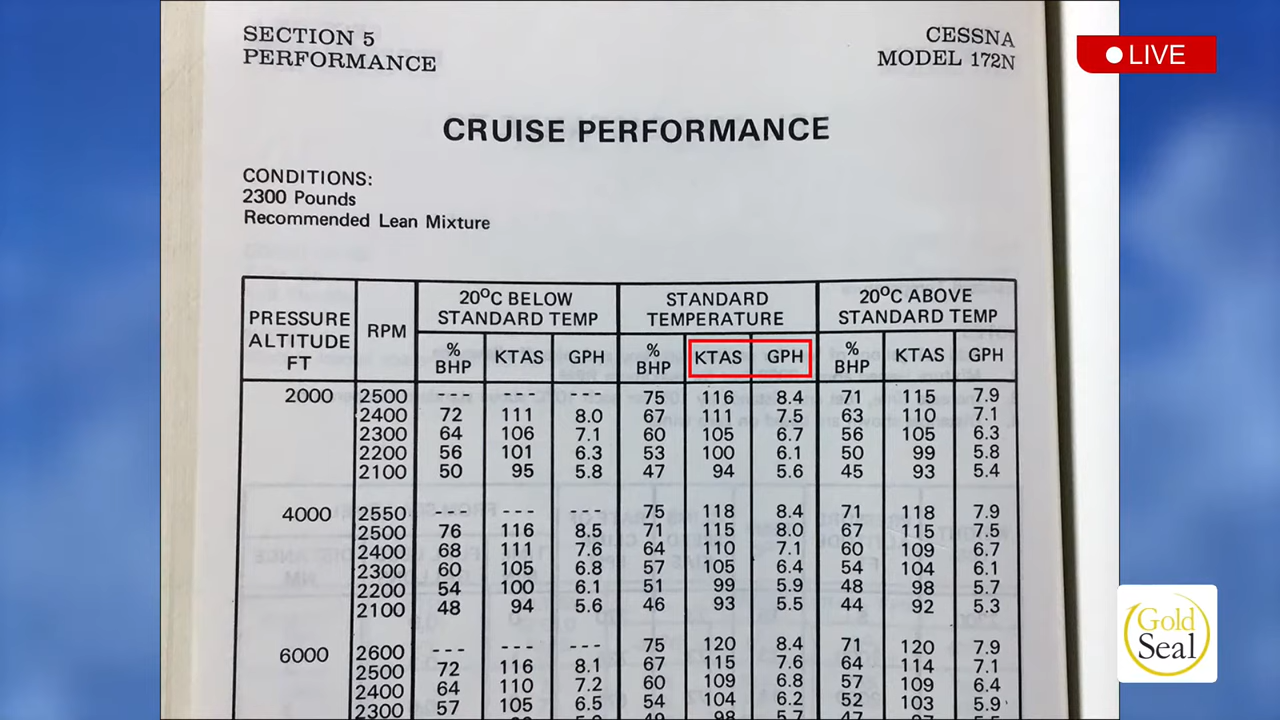 SECTION 5
PERFORMANCE
CESSNA
MODEL 172N
LIVE
CRUISE PERFORMANCE
CONDITIONS:
2300 Pounds
Recommended Lean Mixture
PRESSURE ALTITUDE FT RPM 20°C BELOW STANDARD TEMP STANDARD TEMPERATURE 20°C ABOVE STANDARD TEMP
% BHP KTAS GPH % BHP KTAS GPH % BHP KTAS GPH
2000 2500 --- --- --- 75 116 8.4 71 115 7.9
2400 72 111 8.0 67 111 7.5 63 110 7.1
2300 64 106 7.1 60 105 6.7 56 105 6.3
2200 56 101 6.3 53 100 6.1 50 99 5.8
2100 50 95 5.8 47 94 5.6 45 93 5.4
4000 2550 --- --- --- 75 118 8.4 71 118 7.9
2500 76 116 8.5 71 115 8.0 67 115 7.5
2400 68 111 7.6 64 110 7.1 60 109 6.7
2300 60 105 6.8 57 105 6.4 54 104 6.1
2200 54 100 6.1 51 99 5.9 48 98 5.7
2100 48 94 5.6 46 93 5.5 44 92 5.3
6000 2600 --- --- --- 75 120 8.4 71 120 7.9
2500 72 116 8.1 67 115 7.6 64 114 7.1
2400 64 110 7.2 60 109 6.8 57 109 6.4
2300 57 105 6.5 54 104 6.2 52 103 5.9
Gold
Seal